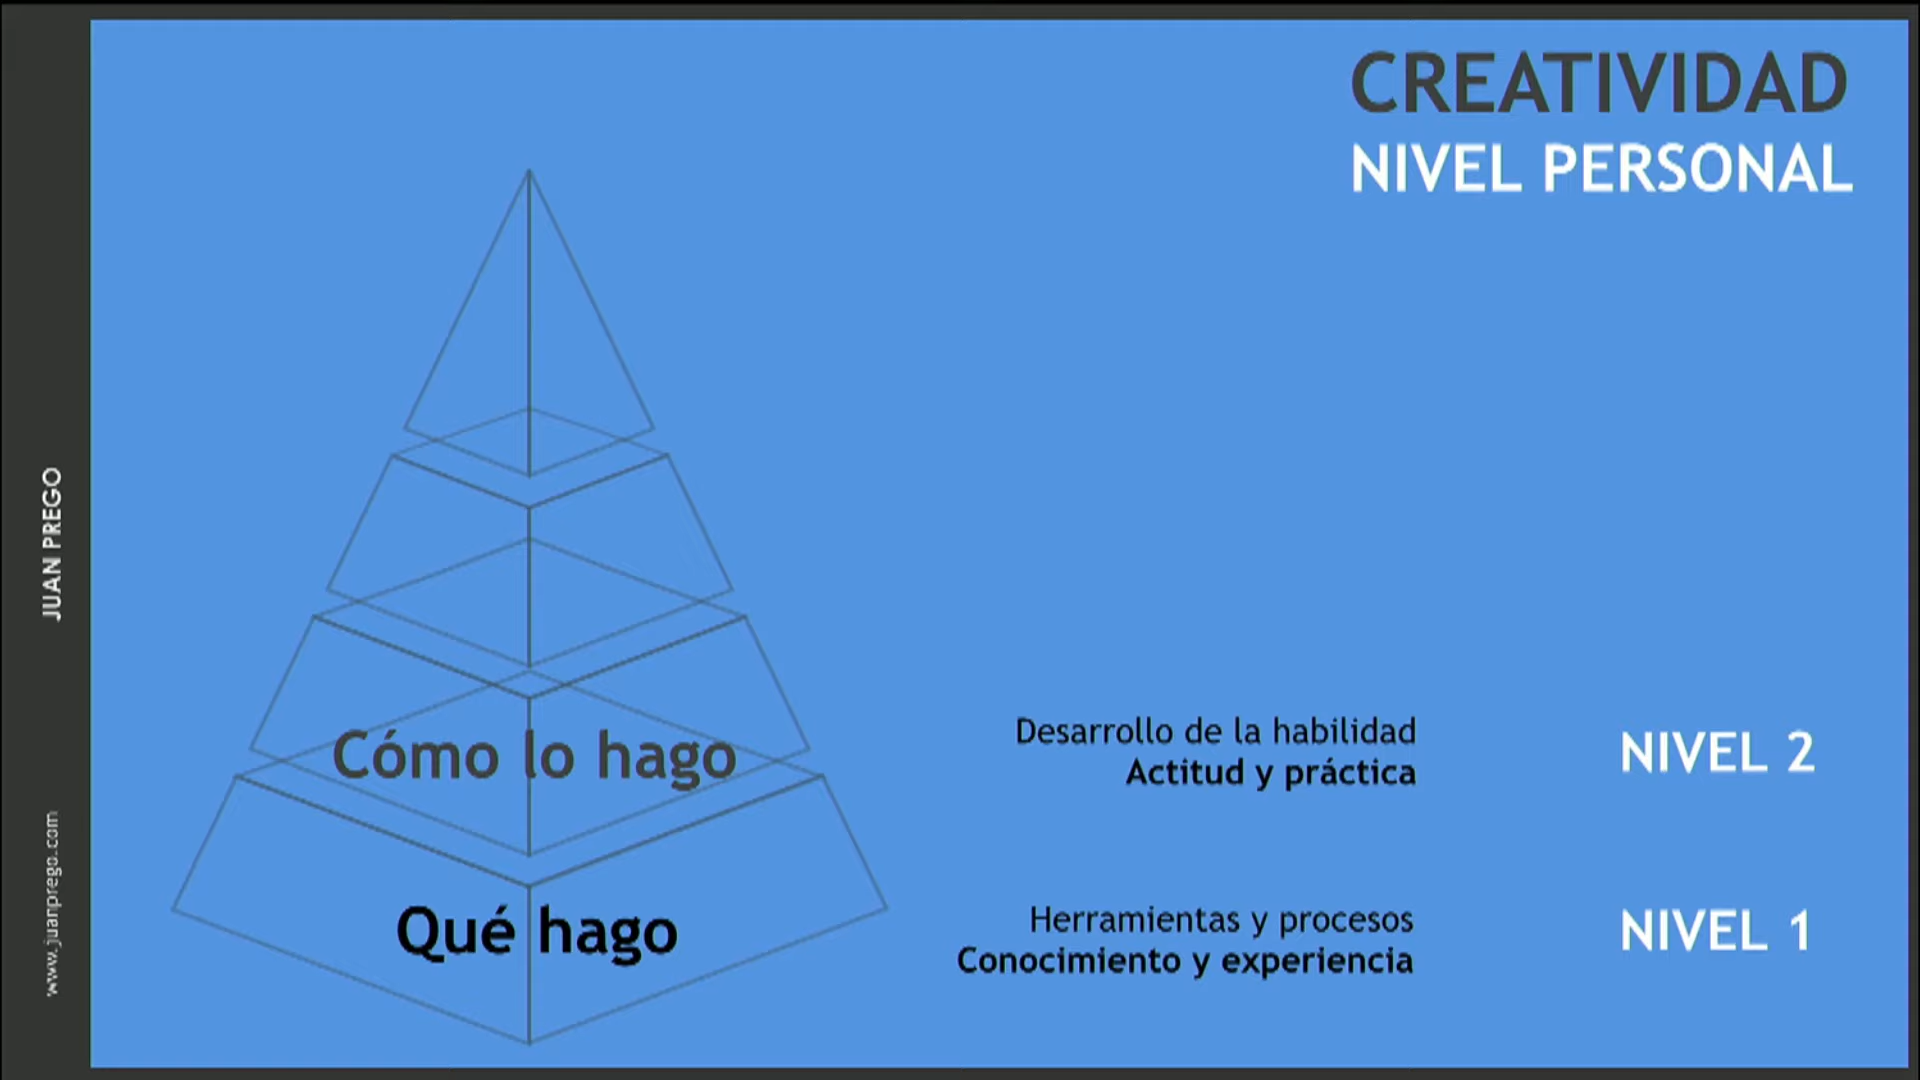 CREATIVIDAD
NIVEL PERSONAL
Cómo lo hago
Desarrollo de la habilidad
Actitud y práctica
NIVEL 2
Qué hago
Herramientas y procesos
Conocimiento y experiencia
NIVEL 1
JUAN PREGO
www.juanprego.com